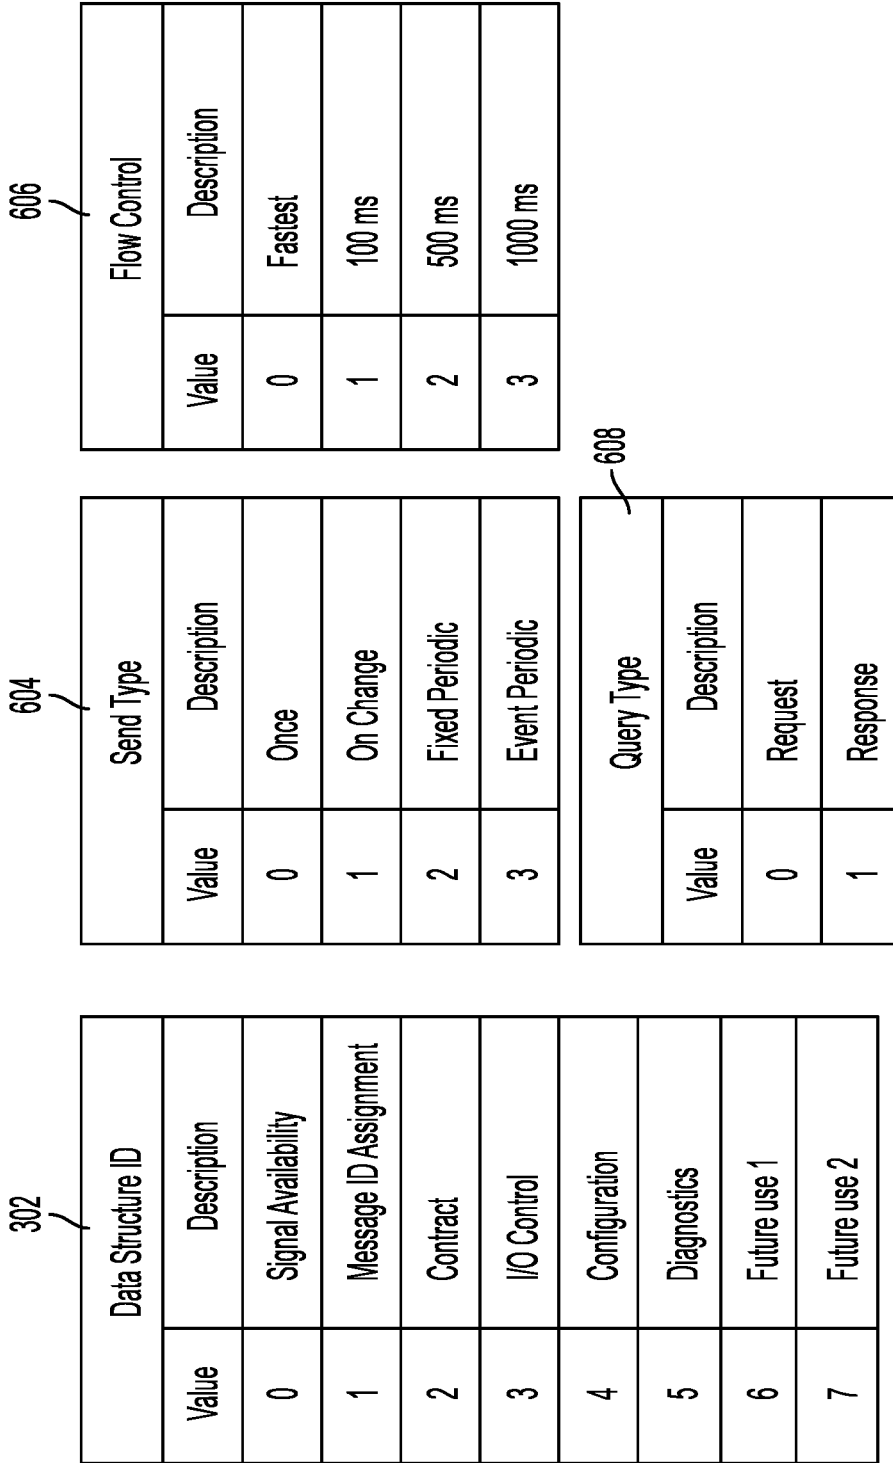 302
Data Structure ID
Value Description
0 Signal Availability
1 Message ID Assignment
2 Contract
3 I/O Control
4 Configuration
5 Diagnostics
6 Future use 1
7 Future use 2
604
Send Type
Value Description
0 Once
1 On Change
2 Fixed Periodic
3 Event Periodic
606
Flow Control
Value Description
0 Fastest
1 100 ms
2 500 ms
3 1000 ms
608
Query Type
Value Description
0 Request
1 Response